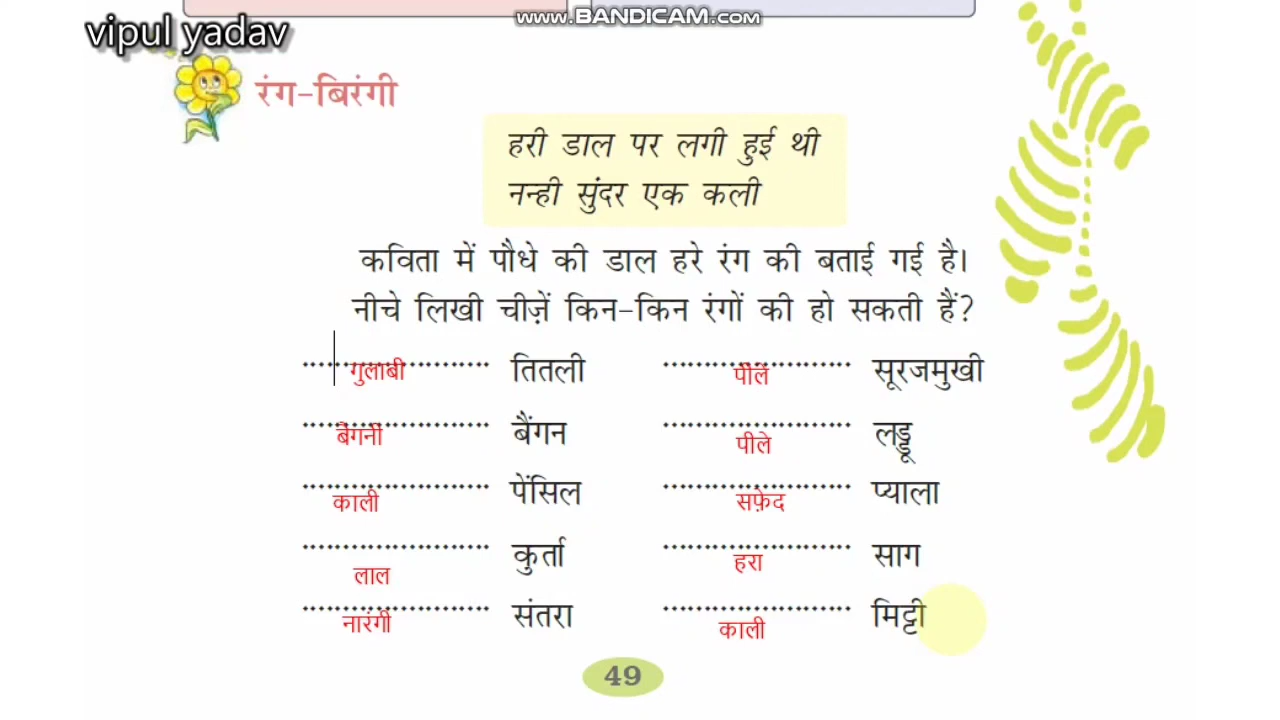 www.BANDICAM.com
vipul yadav
रंग-बिरंगी
हरी डाल पर लगी हुई थी
नन्ही सुंदर एक कली
कविता में पौधे की डाल हरे रंग की बताई गई है।
नीचे लिखी चीज़ें किन-किन रंगों की हो सकती हैं?
गुलाबी तितली पीले सूरजमुखी
बैंगनी बैंगन पीले लड्डू
काली पेंसिल सफ़ेद प्याला
लाल कुर्ता हरा साग
नारंगी संतरा काली मिट्टी
49